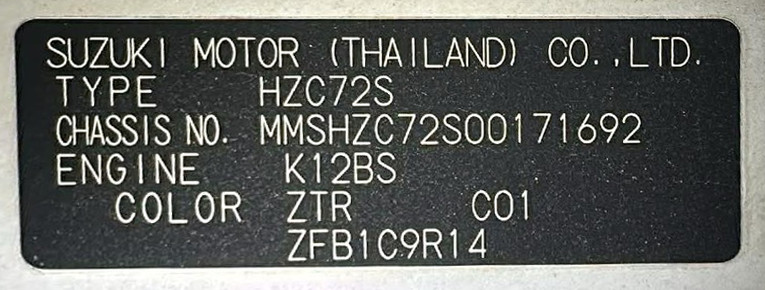 SUZUKI MOTOR (THAILAND) CO.,LTD.
TYPE HZC72S
CHASSIS NO. MMSHZC72S00171692
ENGINE K12BS
COLOR ZTR C01
ZFB1C9R14